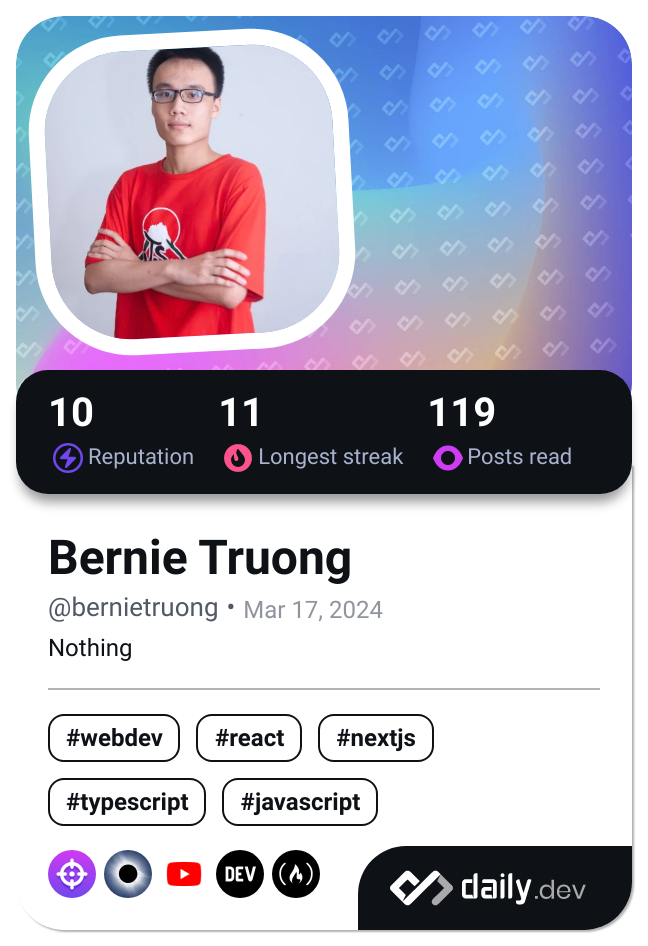 10 11 119
Reputation Longest streak Posts read
Bernie Truong
@bernietruong • Mar 17, 2024
Nothing
#webdev #react #nextjs
#typescript #javascript
DEV
daily.dev